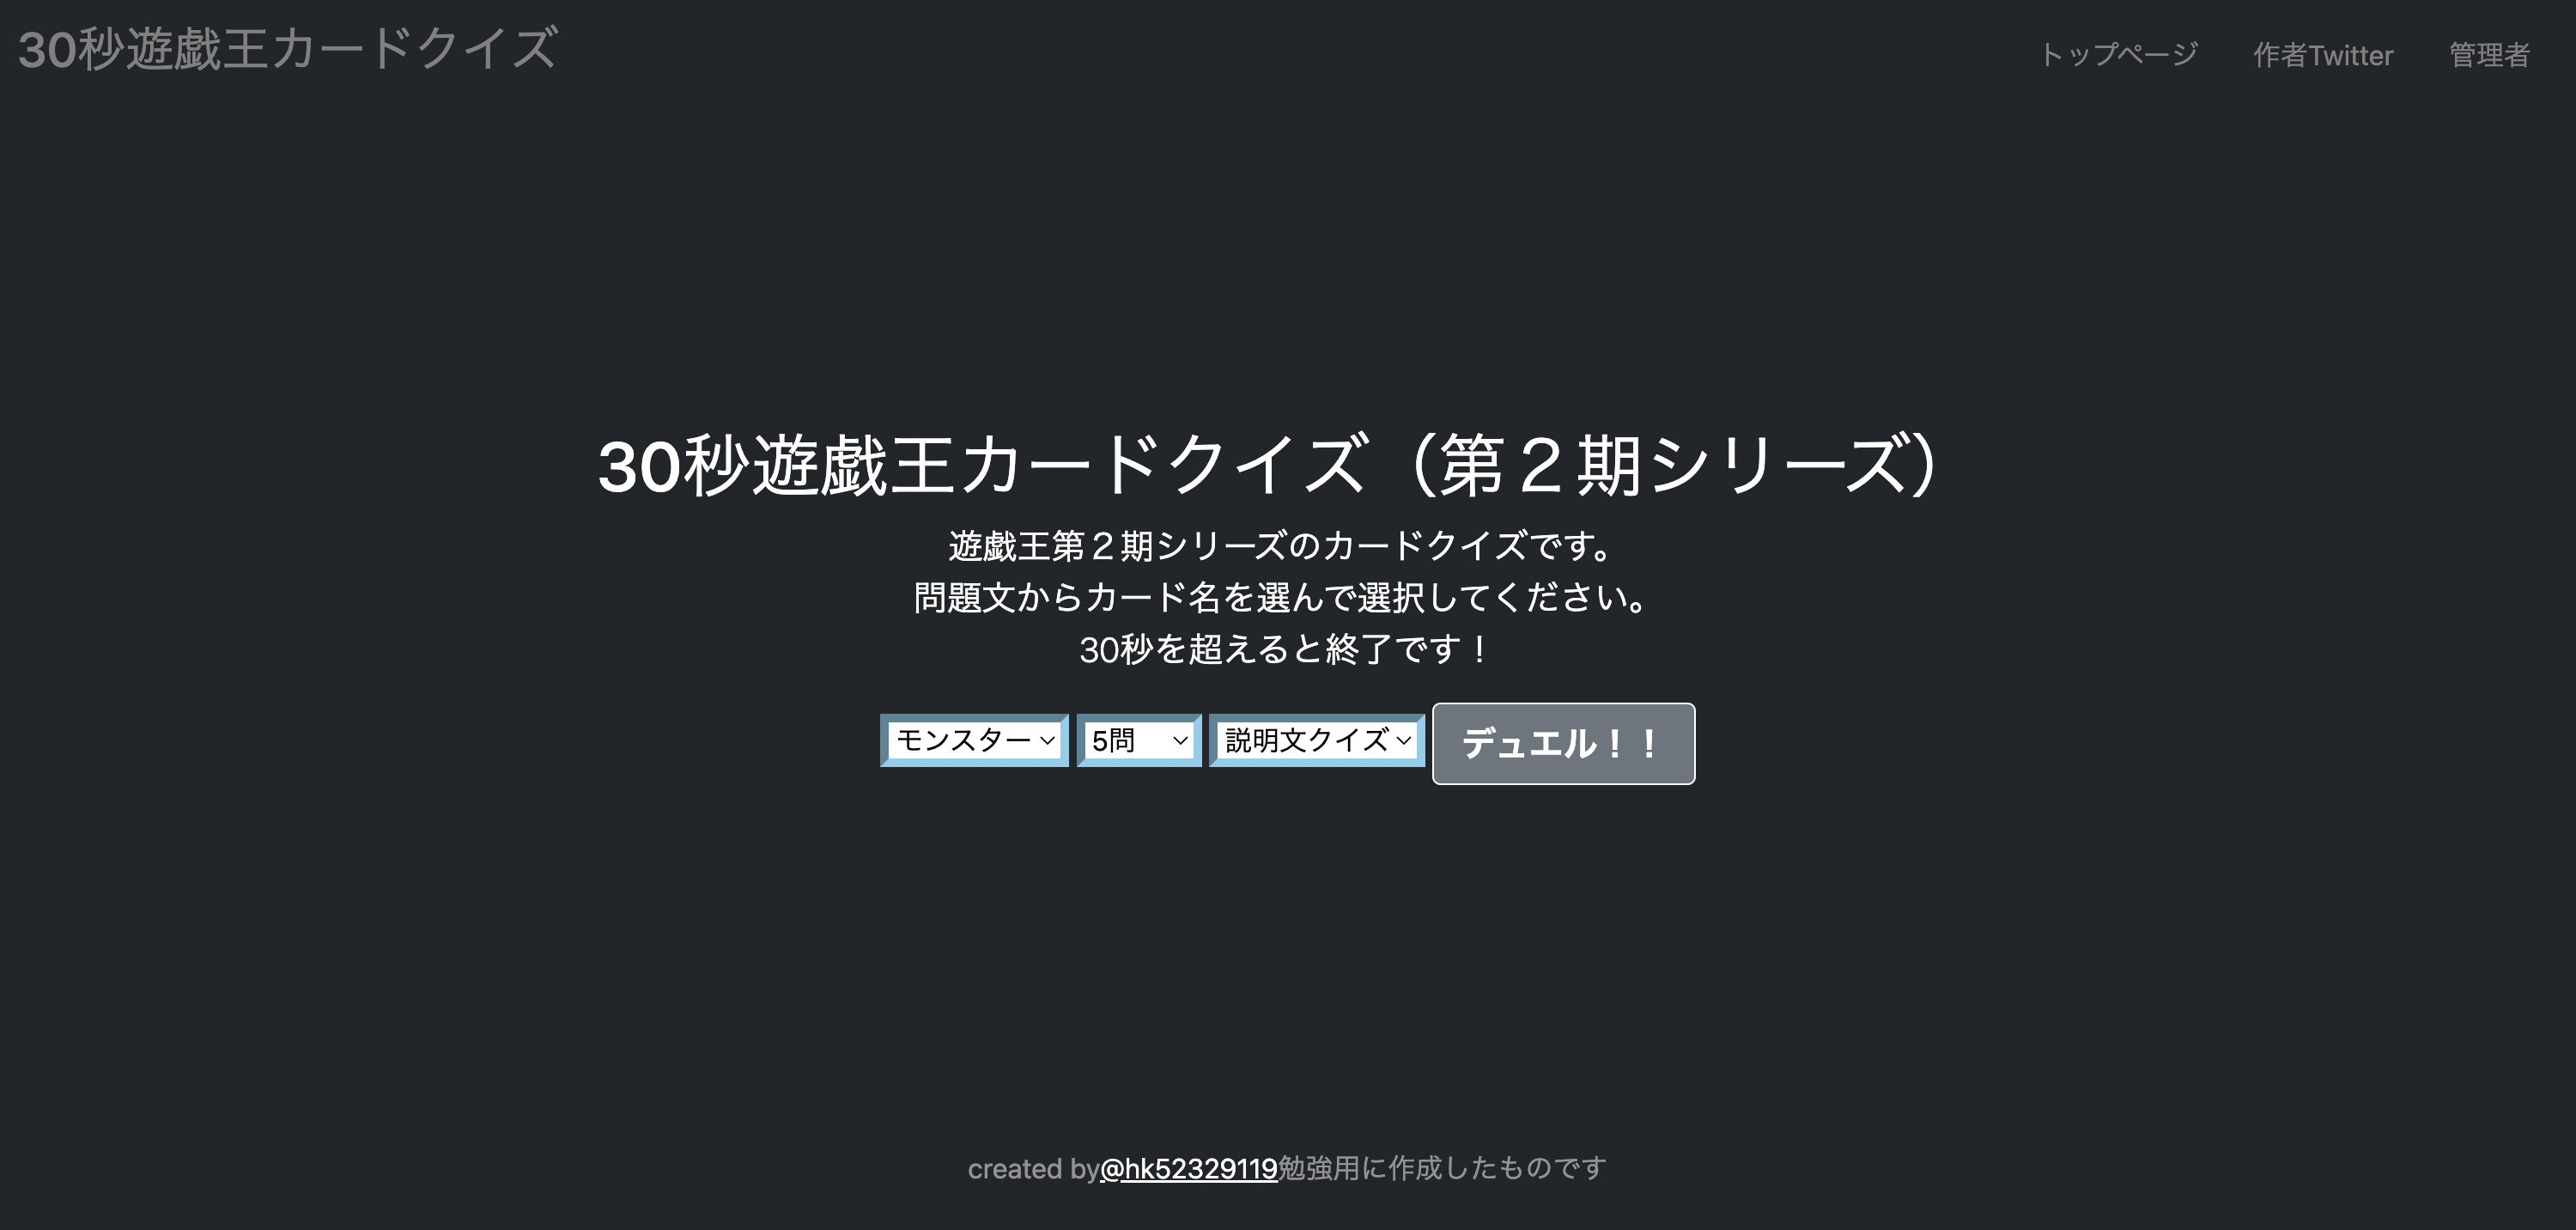 30秒遊戯王カードクイズ
トップページ 作者Twitter 管理者
30秒遊戯王カードクイズ（第２期シリーズ）
遊戯王第２期シリーズのカードクイズです。
問題文からカード名を選んで選択してください。
30秒を超えると終了です！
モンスター 5問 説明文クイズ デュエル！！
created by@hk52329119勉強用に作成したものです